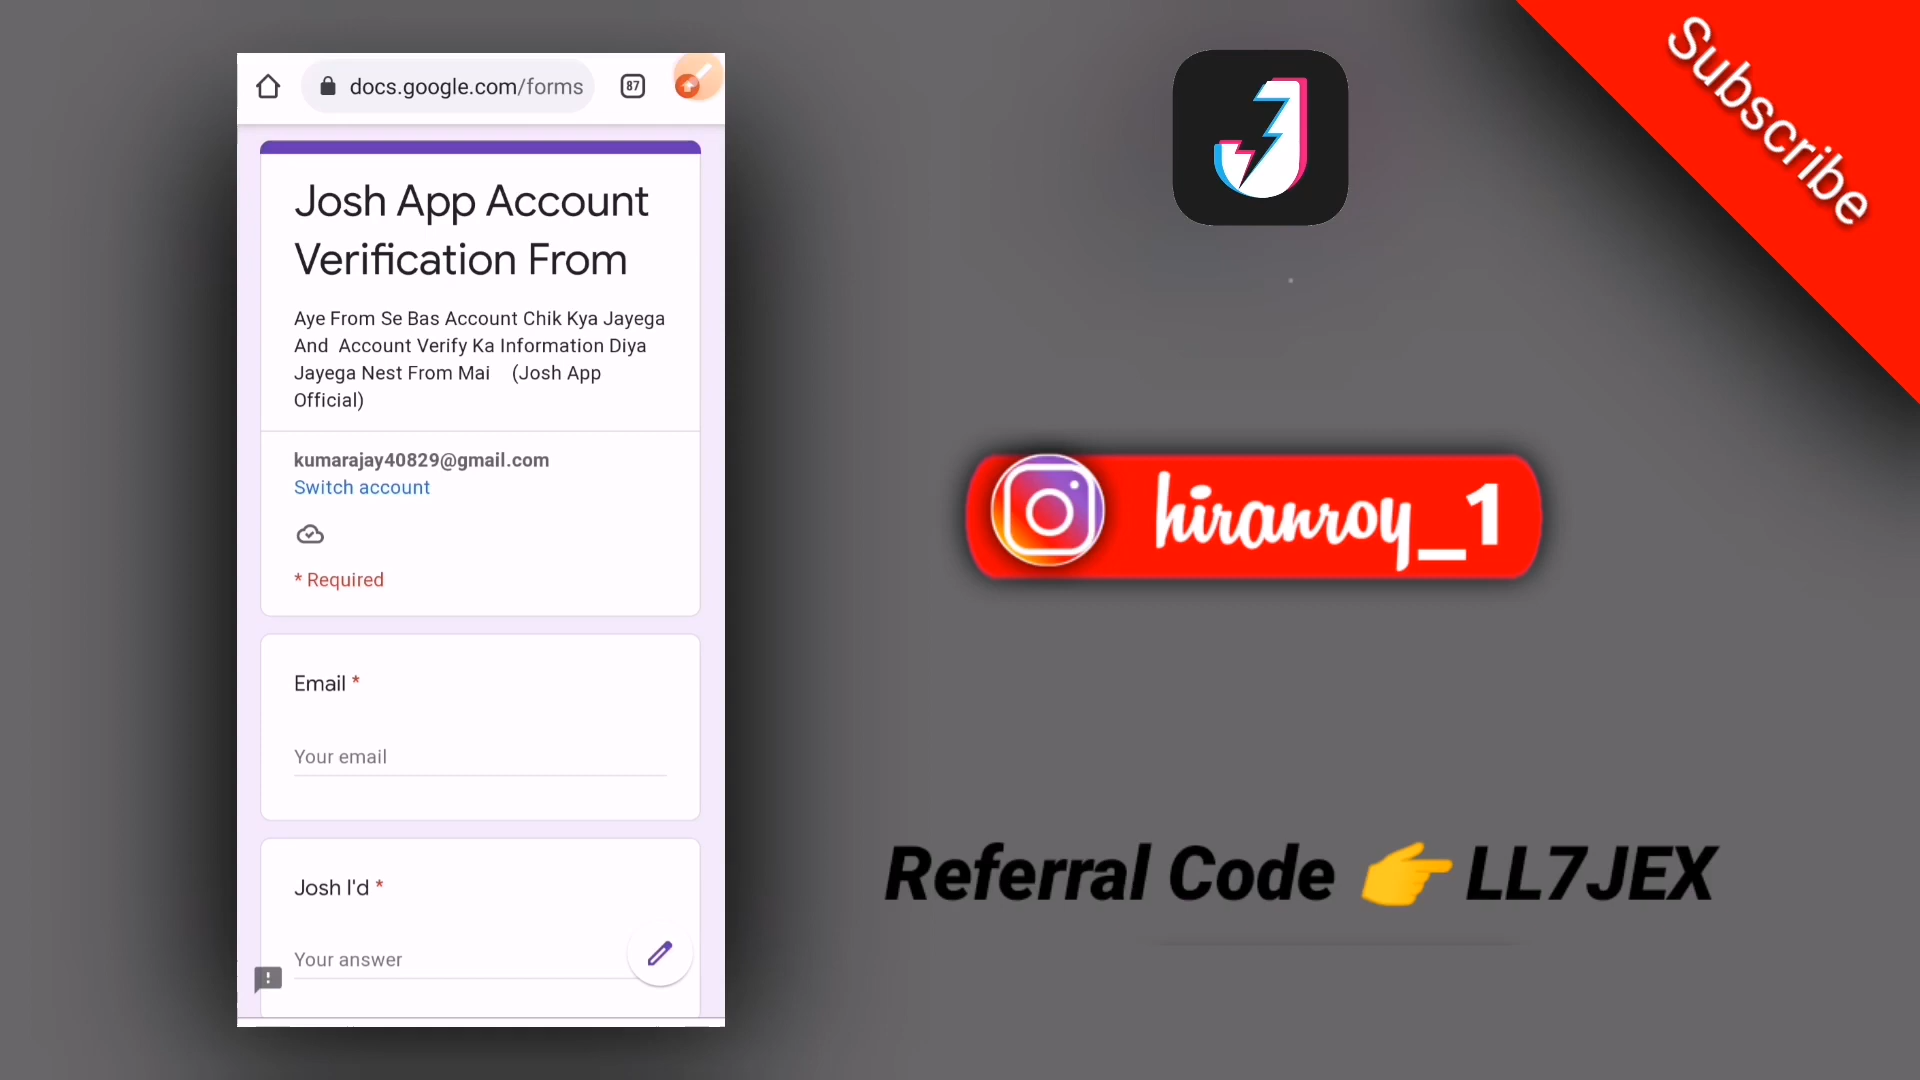 docs.google.com/forms
87
Josh App Account
Verification From
Aye From Se Bas Account Chik Kya Jayega
And Account Verify Ka Information Diya
Jayega Nest From Mai (Josh App
Official)
kumarajay40829@gmail.com
Switch account
* Required
Email *
Your email
Josh I'd *
Your answer
Subscribe
hiranroy_1
Referral Code 👉 LL7JEX